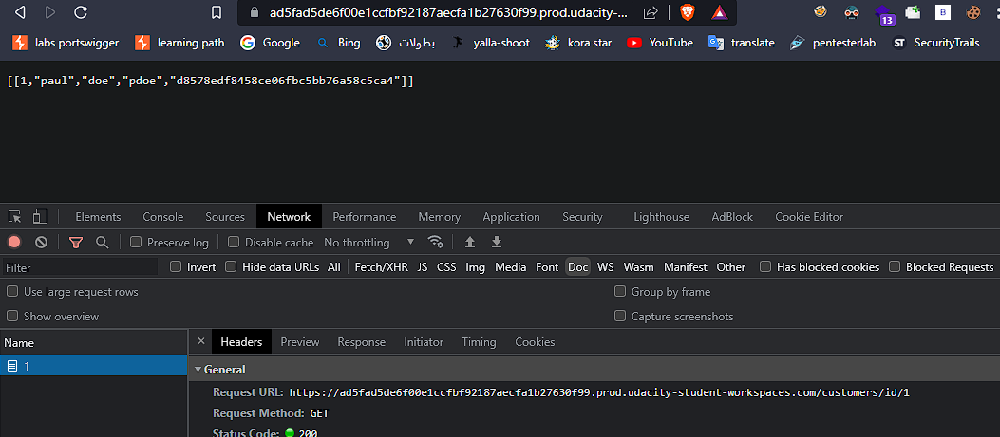 ad5fad5de6f00e1ccfbf92187aecfa1b27630f99.prod.udacity-... 13 B
labs portswigger learning path Google Bing بطولات yalla-shoot kora star YouTube translate pentesterlab ST SecurityTrails
[[1,"paul","doe","pdoe","d8578edf8458ce06fbc5bb76a58c5ca4"]]
Elements Console Sources Network Performance Memory Application Security Lighthouse AdBlock Cookie Editor
Preserve log Disable cache No throttling
Filter Invert Hide data URLs All Fetch/XHR JS CSS Img Media Font Doc WS Wasm Manifest Other Has blocked cookies Blocked Requests
Use large request rows Group by frame
Show overview Capture screenshots
Name × Headers Preview Response Initiator Timing Cookies
1 General
Request URL: https://ad5fad5de6f00e1ccfbf92187aecfa1b27630f99.prod.udacity-student-workspaces.com/customers/id/1
Request Method: GET
Status Code: 200